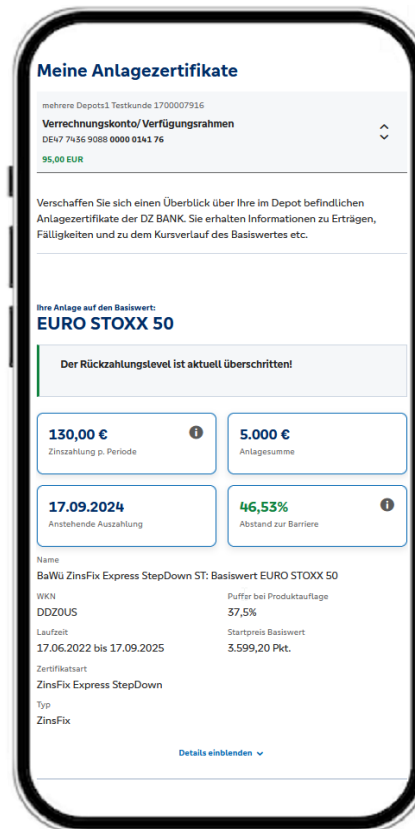 Meine Anlagezertifikate
mehrere Depots1 Testkunde 1700007916
Verrechnungskonto/ Verfügungsrahmen
DE47 7436 9088 0000 0141 76
95,00 EUR
Verschaffen Sie sich einen Überblick über Ihre im Depot befindlichen
Anlagezertifikate der DZ BANK. Sie erhalten Informationen zu Erträgen,
Fälligkeiten und zu dem Kursverlauf des Basiswertes etc.
Ihre Anlage auf den Basiswert:
EURO STOXX 50
Der Rückzahlungslevel ist aktuell überschritten!
130,00 €
Zinszahlung p. Periode
5.000 €
Anlagesumme
17.09.2024
Anstehende Auszahlung
46,53%
Abstand zur Barriere
Name
BaWü ZinsFix Express StepDown ST: Basiswert EURO STOXX 50
WKN
DDZ0US
Puffer bei Produktauflage
37,5%
Laufzeit
17.06.2022 bis 17.09.2025
Startpreis Basiswert
3.599,20 Pkt.
Zertifikatsart
ZinsFix Express StepDown
Typ
ZinsFix
Details einblenden